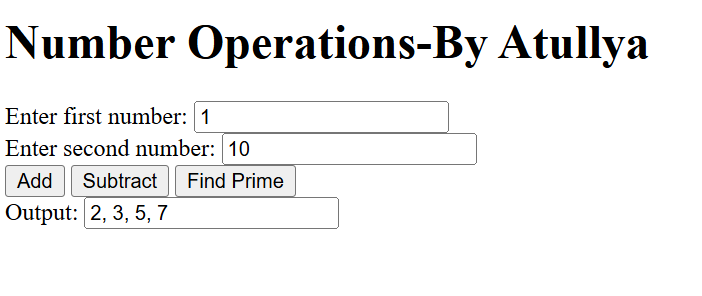 Number Operations-By Atullya
Enter first number: 1
Enter second number: 10
Add Subtract Find Prime
Output: 2, 3, 5, 7